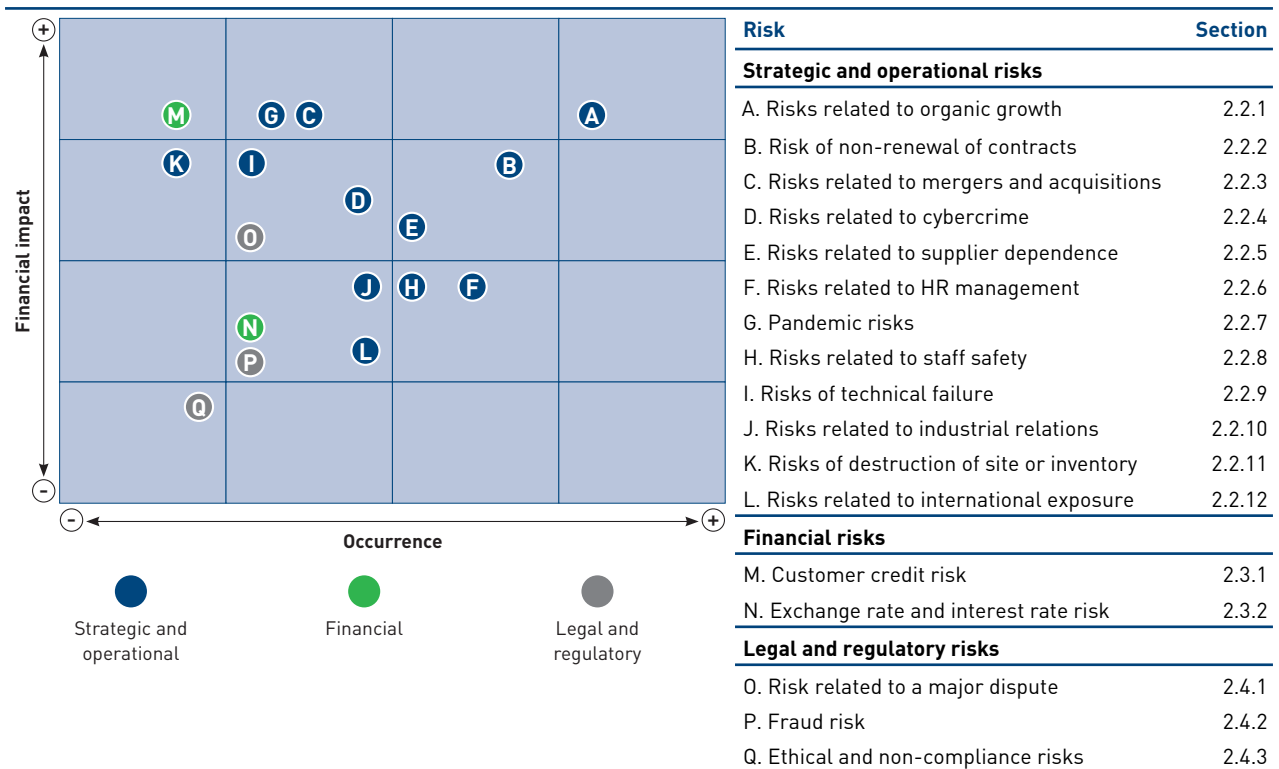 +
M
G
C
A
K
I
B
D
O
E
J
H
F
N
L
P
Q
-
Financial impact
-
+
Occurrence
Strategic and
operational
Financial
Legal and
regulatory
Risk Section
Strategic and operational risks
A. Risks related to organic growth 2.2.1
B. Risk of non-renewal of contracts 2.2.2
C. Risks related to mergers and acquisitions 2.2.3
D. Risks related to cybercrime 2.2.4
E. Risks related to supplier dependence 2.2.5
F. Risks related to HR management 2.2.6
G. Pandemic risks 2.2.7
H. Risks related to staff safety 2.2.8
I. Risks of technical failure 2.2.9
J. Risks related to industrial relations 2.2.10
K. Risks of destruction of site or inventory 2.2.11
L. Risks related to international exposure 2.2.12
Financial risks
M. Customer credit risk 2.3.1
N. Exchange rate and interest rate risk 2.3.2
Legal and regulatory risks
O. Risk related to a major dispute 2.4.1
P. Fraud risk 2.4.2
Q. Ethical and non-compliance risks 2.4.3